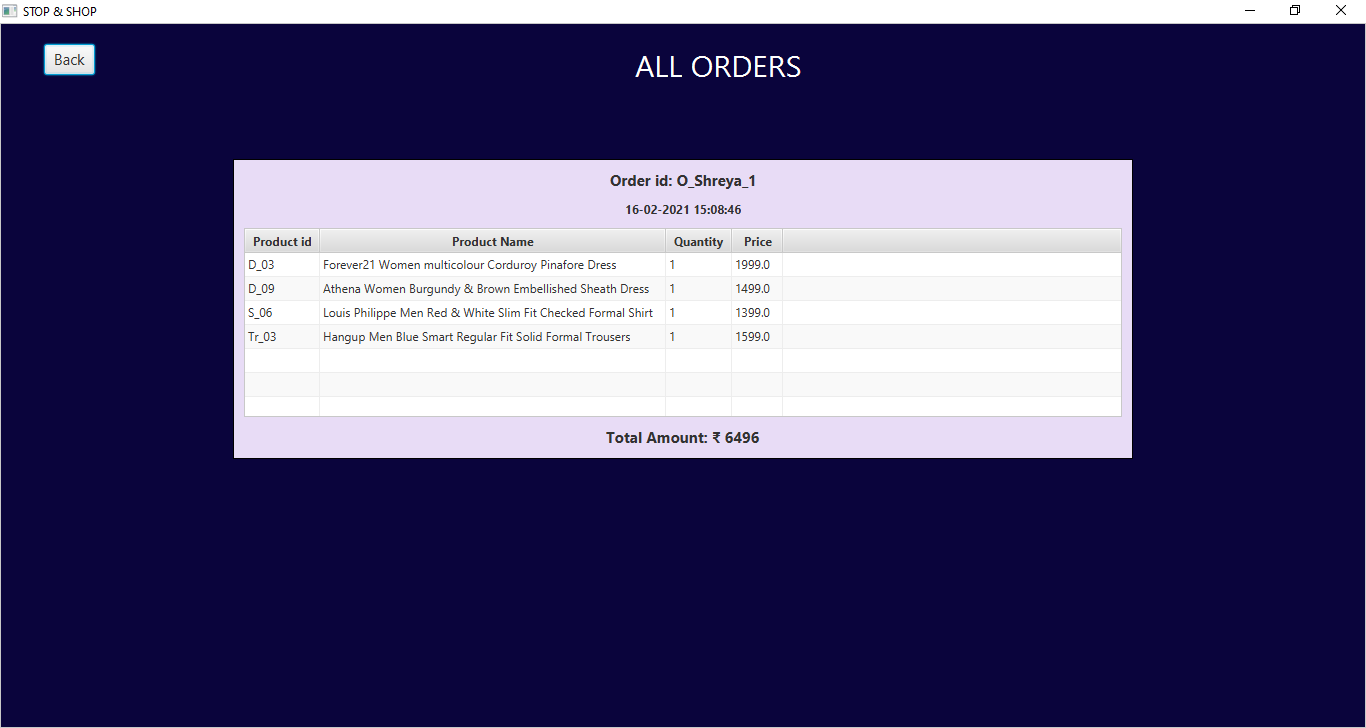 STOP & SHOP
Back
ALL ORDERS
Order id: O_Shreya_1
16-02-2021 15:08:46
Product id Product Name Quantity Price
D_03 Forever21 Women multicolour Corduroy Pinafore Dress 1 1999.0
D_09 Athena Women Burgundy & Brown Embellished Sheath Dress 1 1499.0
S_06 Louis Philippe Men Red & White Slim Fit Checked Formal Shirt 1 1399.0
Tr_03 Hangup Men Blue Smart Regular Fit Solid Formal Trousers 1 1599.0
Total Amount: ₹ 6496